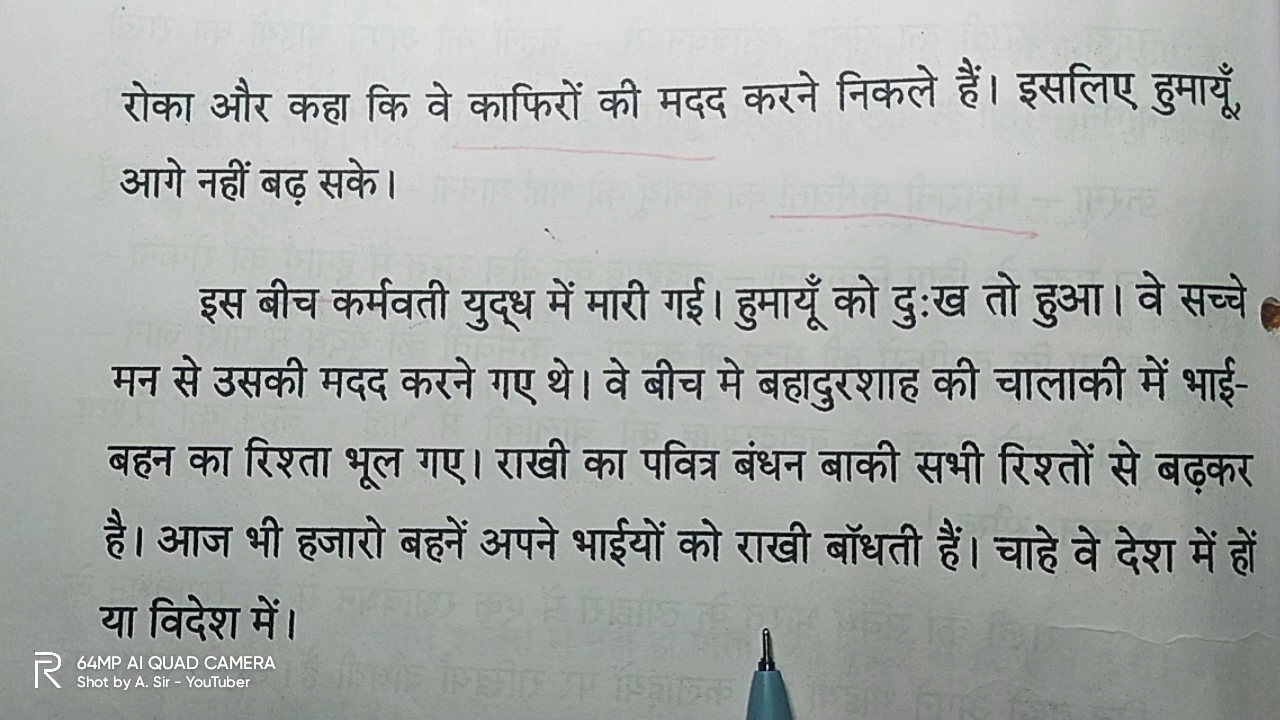 रोका और कहा कि वे काफिरों की मदद करने निकले हैं। इसलिए हुमायूँ,
आगे नहीं बढ़ सके।
इस बीच कर्मवती युद्ध में मारी गई। हुमायूँ को दुःख तो हुआ। वे सच्चे
मन से उसकी मदद करने गए थे। वे बीच मे बहादुरशाह की चालाकी में भाई-
बहन का रिश्ता भूल गए। राखी का पवित्र बंधन बाकी सभी रिश्तों से बढ़कर
है। आज भी हजारो बहनें अपने भाईयों को राखी बॉधती हैं। चाहे वे देश में हों
या विदेश में।
64MP AI QUAD CAMERA
Shot by A. Sir - YouTuber